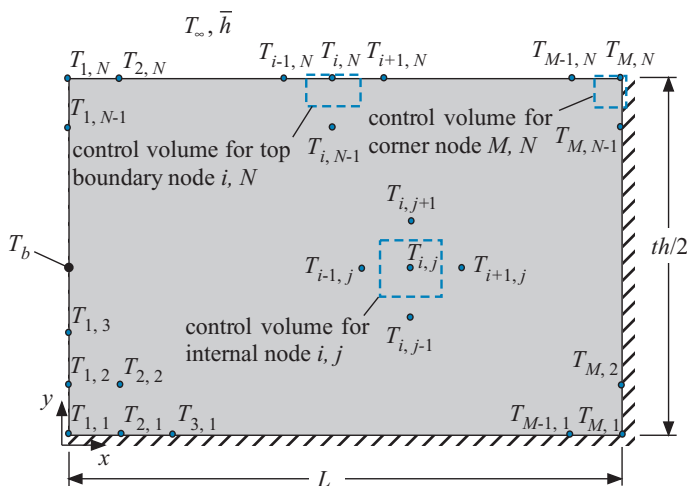 T∞, h̅
T1, N T2, N Ti-1, N Ti, N Ti+1, N TM-1, N TM, N
T1, N-1
control volume for top
boundary node i, N
Ti, N-1
control volume for
corner node M, N
TM, N-1
Ti, j+1
Tb
Ti-1, j Ti, j Ti+1, j
th/2
control volume for
internal node i, j
Ti, j-1
T1, 3
T1, 2 T2, 2
TM, 2
y
T1, 1 T2, 1 T3, 1 TM-1, 1 TM, 1
x
L